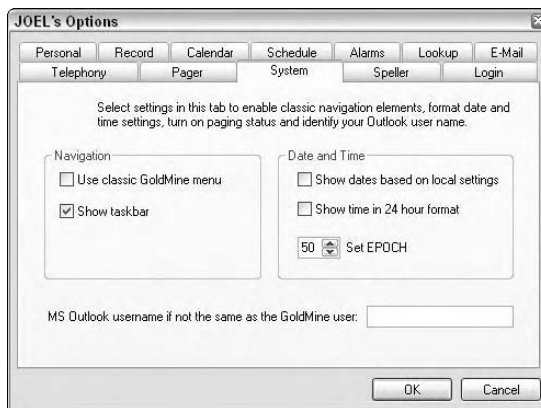 JOEL's Options
Personal Record Calendar Schedule Alarms Lookup E-Mail
Telephony Pager System Speller Login
Select settings in this tab to enable classic navigation elements, format date and
time settings, turn on paging status and identify your Outlook user name.
Navigation
Use classic GoldMine menu
Show taskbar
Date and Time
Show dates based on local settings
Show time in 24 hour format
50 Set EPOCH
MS Outlook username if not the same as the GoldMine user:
OK Cancel